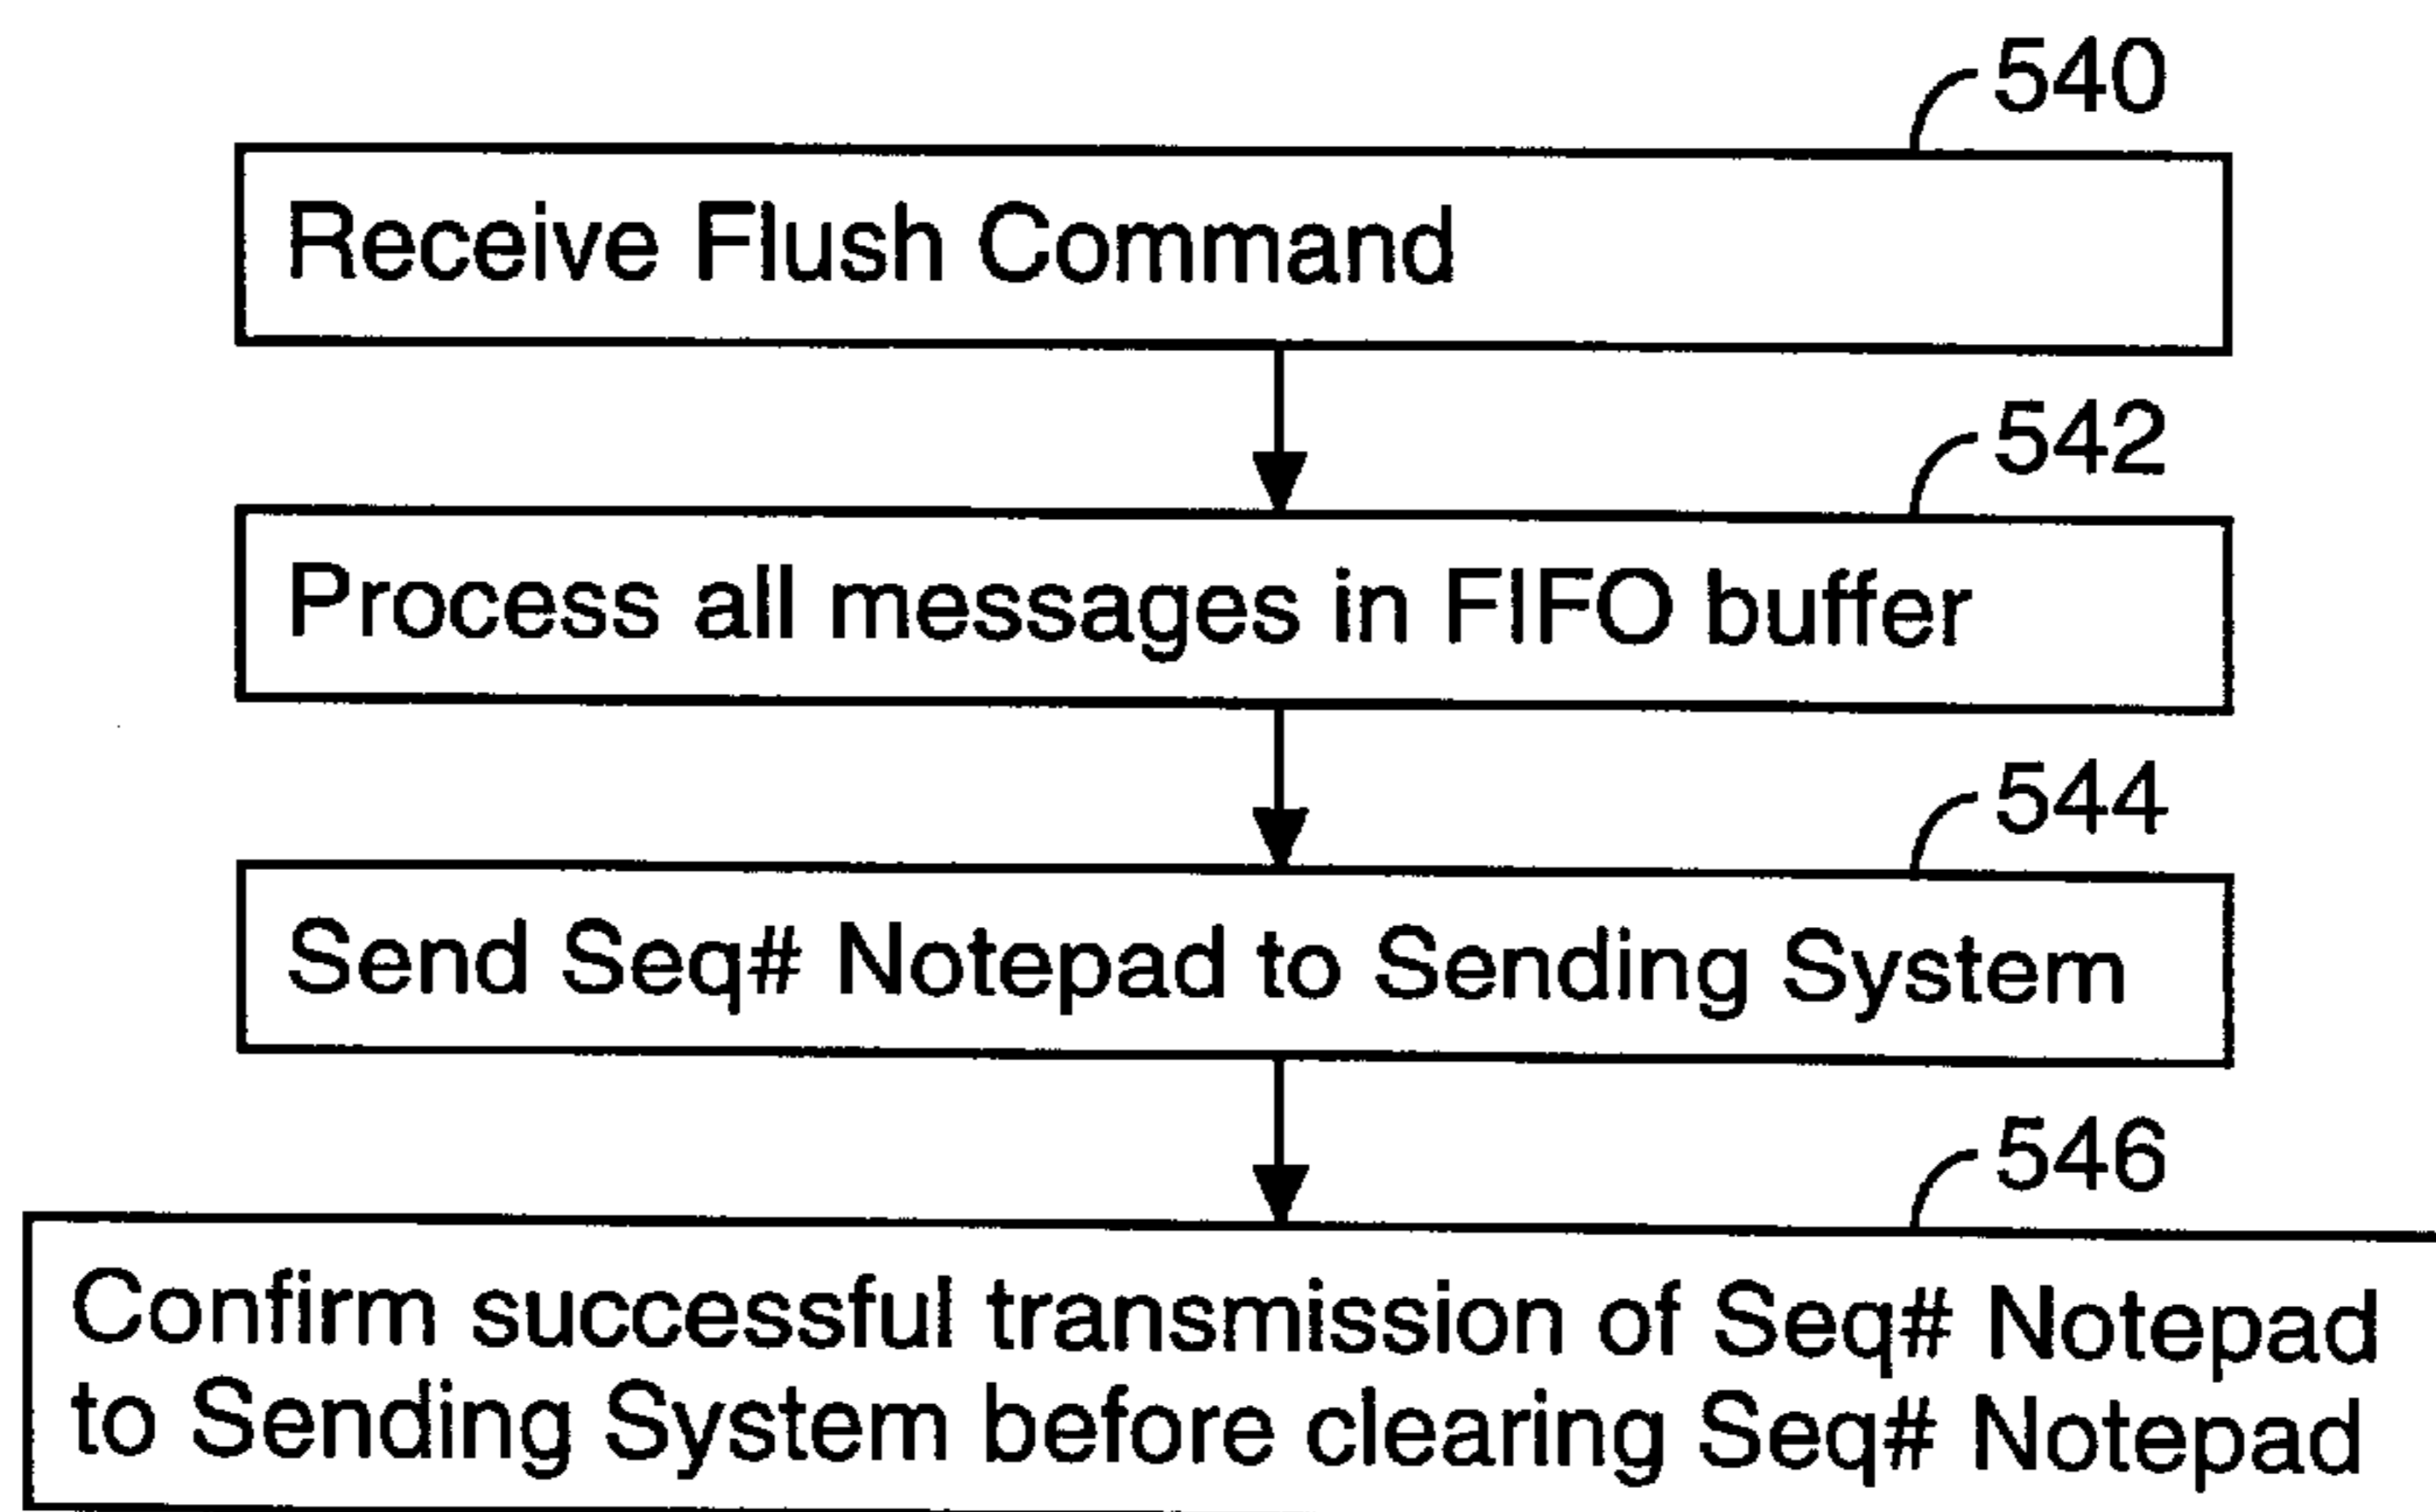 540
Receive Flush Command
542
Process all messages in FIFO buffer
544
Send Seq# Notepad to Sending System
546
Confirm successful transmission of Seq# Notepad
to Sending System before clearing Seq# Notepad